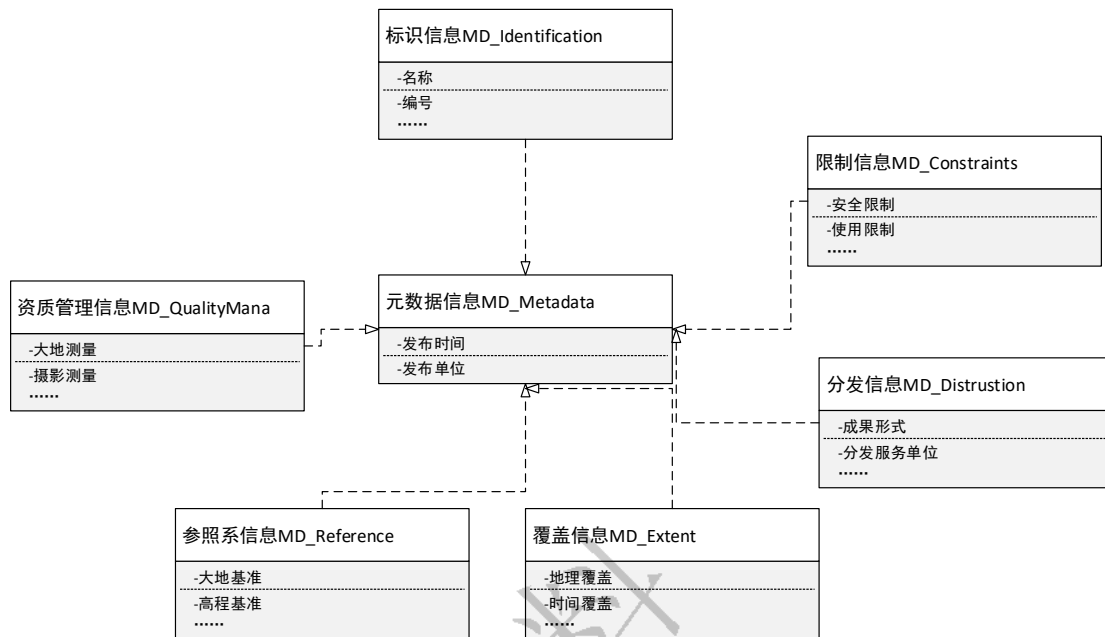 标识信息MD_Identification
-名称
-编号
……
限制信息MD_Constraints
-安全限制
-使用限制
……
资质管理信息MD_QualityMana
-大地测量
-摄影测量
……
元数据信息MD_Metadata
-发布时间
-发布单位
分发信息MD_Distrustion
-成果形式
-分发服务单位
……
参照系信息MD_Reference
-大地基准
-高程基准
……
覆盖信息MD_Extent
-地理覆盖
-时间覆盖
……
料